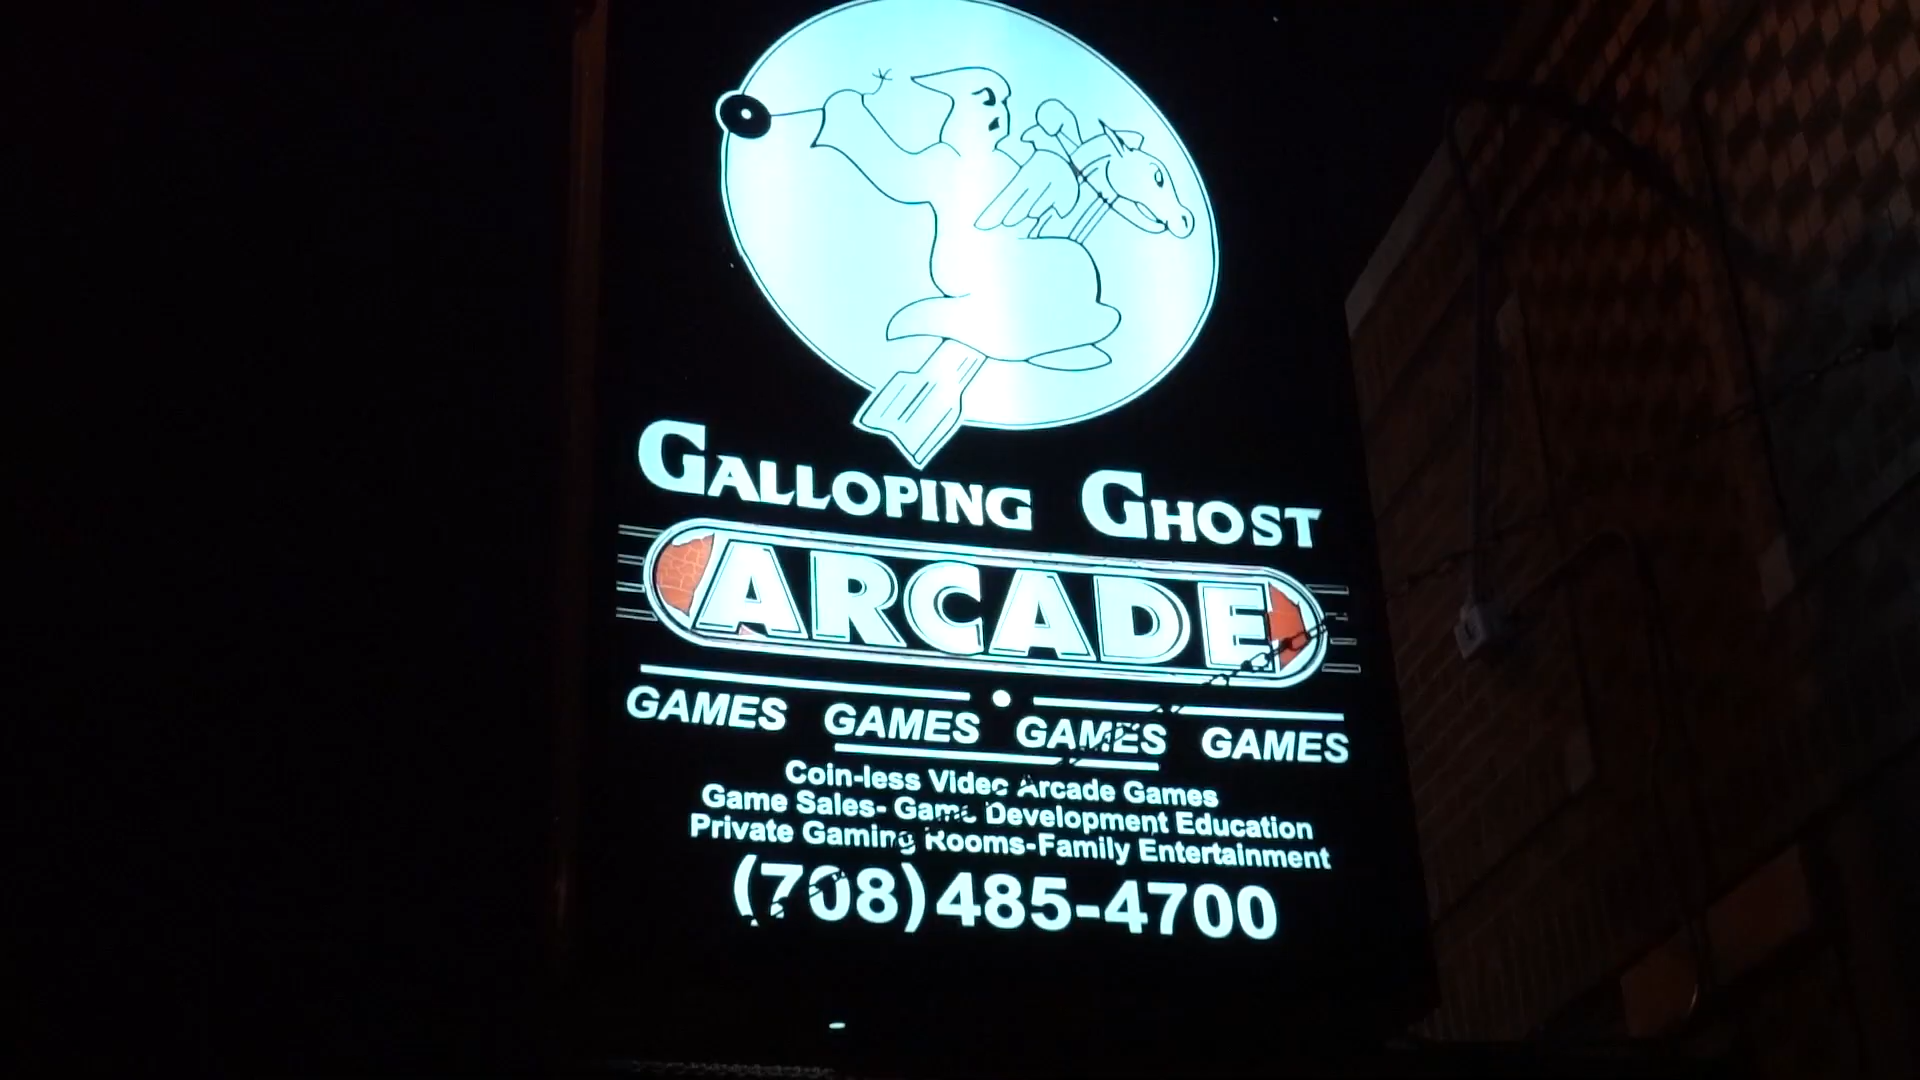 GALLOPING GHOST
ARCADE
GAMES GAMES GAMES GAMES
Coin-less Video Arcade Games
Game Sales- Game Development Education
Private Gaming Rooms-Family Entertainment
(708)485-4700